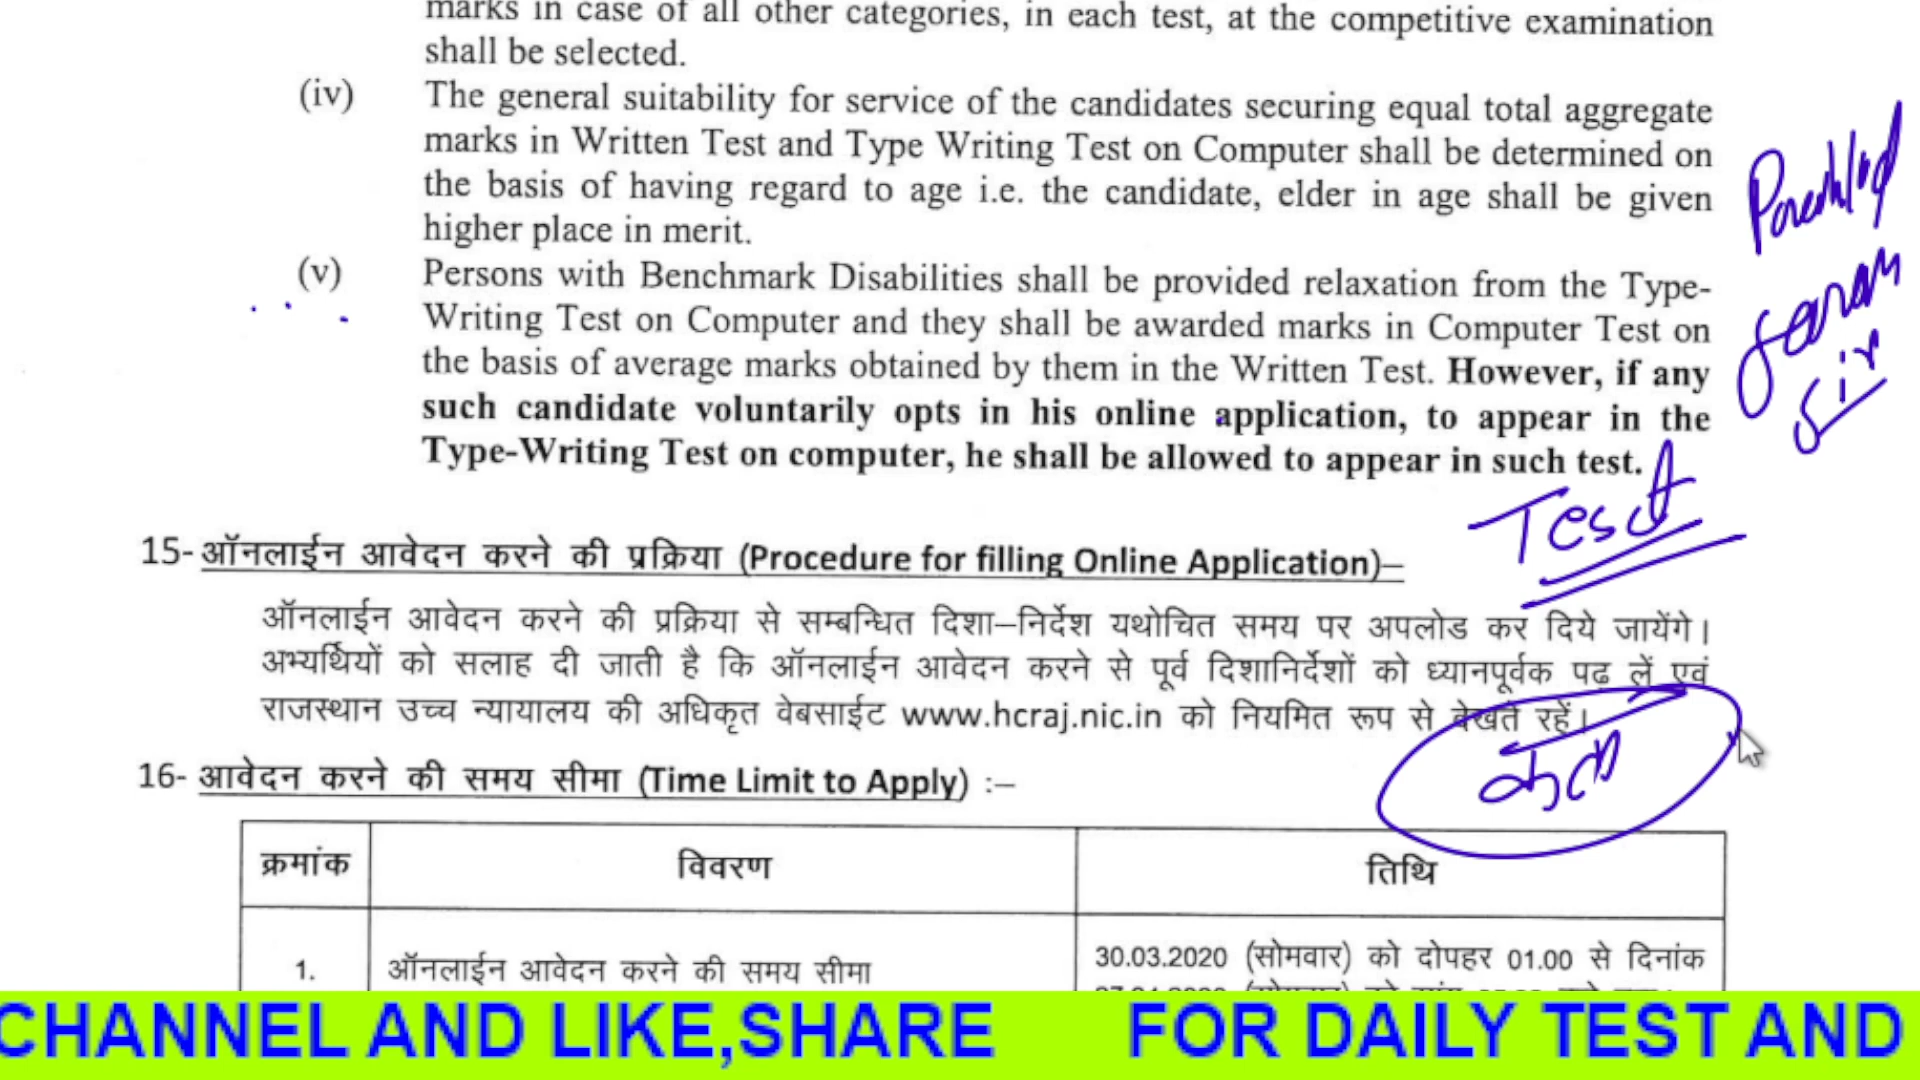 marks in case of all other categories, in each test, at the competitive examination
shall be selected.
(iv) The general suitability for service of the candidates securing equal total aggregate
marks in Written Test and Type Writing Test on Computer shall be determined on
the basis of having regard to age i.e. the candidate, elder in age shall be given
higher place in merit.
(v) Persons with Benchmark Disabilities shall be provided relaxation from the Type-
Writing Test on Computer and they shall be awarded marks in Computer Test on
the basis of average marks obtained by them in the Written Test. However, if any
such candidate voluntarily opts in his online application, to appear in the
Type-Writing Test on computer, he shall be allowed to appear in such test.
Sir
Test
15- ऑनलाईन आवेदन करने की प्रक्रिया (Procedure for filling Online Application)–
ऑनलाईन आवेदन करने की प्रक्रिया से सम्बन्धित दिशा–निर्देश यथोचित समय पर अपलोड कर दिये जायेंगे।
अभ्यर्थियों को सलाह दी जाती है कि ऑनलाईन आवेदन करने से पूर्व दिशानिर्देशों को ध्यानपूर्वक पढ़ लें एवं
राजस्थान उच्च न्यायालय की अधिकृत वेबसाईट www.hcraj.nic.in को नियमित रूप से देखते रहें।
16- आवेदन करने की समय सीमा (Time Limit to Apply) :–
क्रमांक विवरण तिथि
1. ऑनलाईन आवेदन करने की समय सीमा 30.03.2020 (सोमवार) को दोपहर 01.00 से दिनांक
CHANNEL AND LIKE,SHARE FOR DAILY TEST AND